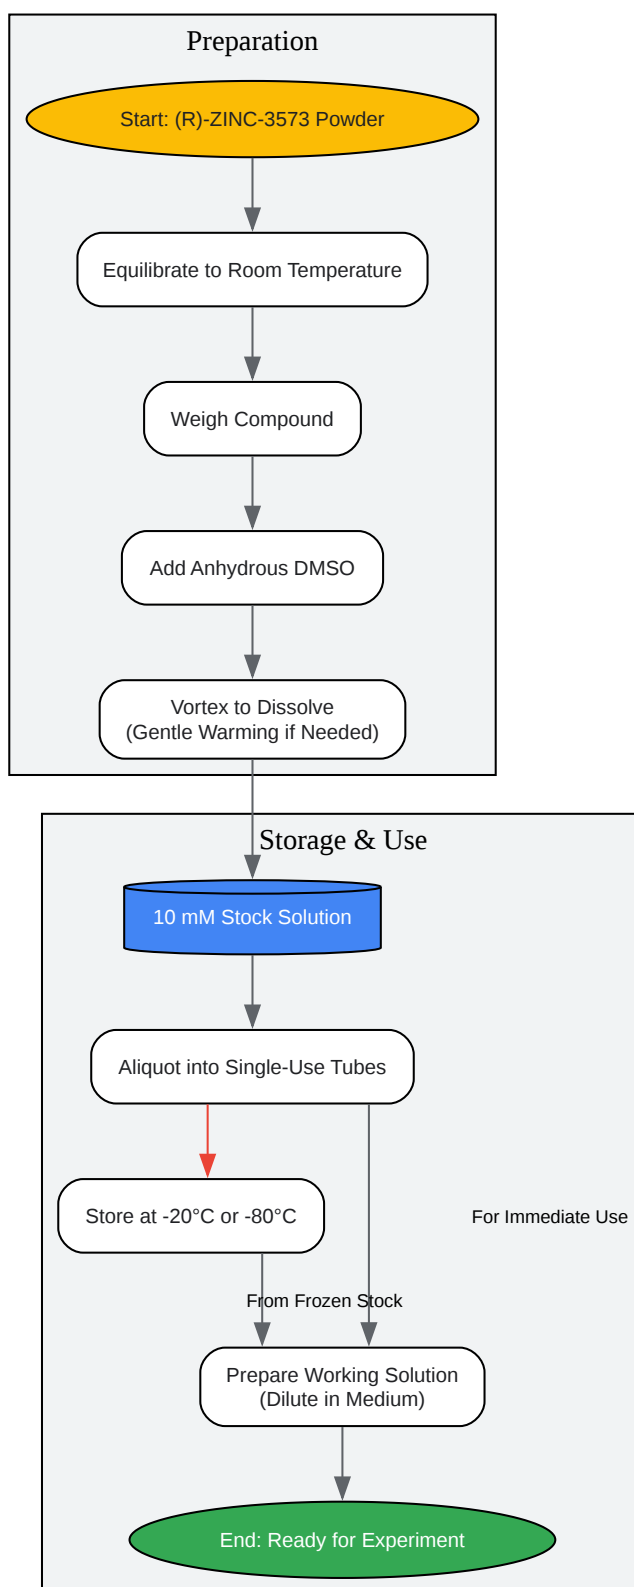 Preparation
Start: (R)-ZINC-3573 Powder
Equilibrate to Room Temperature
Weigh Compound
Add Anhydrous DMSO
Vortex to Dissolve
(Gentle Warming if Needed)
Storage & Use
10 mM Stock Solution
Aliquot into Single-Use Tubes
Store at -20°C or -80°C
For Immediate Use
From Frozen Stock
Prepare Working Solution
(Dilute in Medium)
End: Ready for Experiment